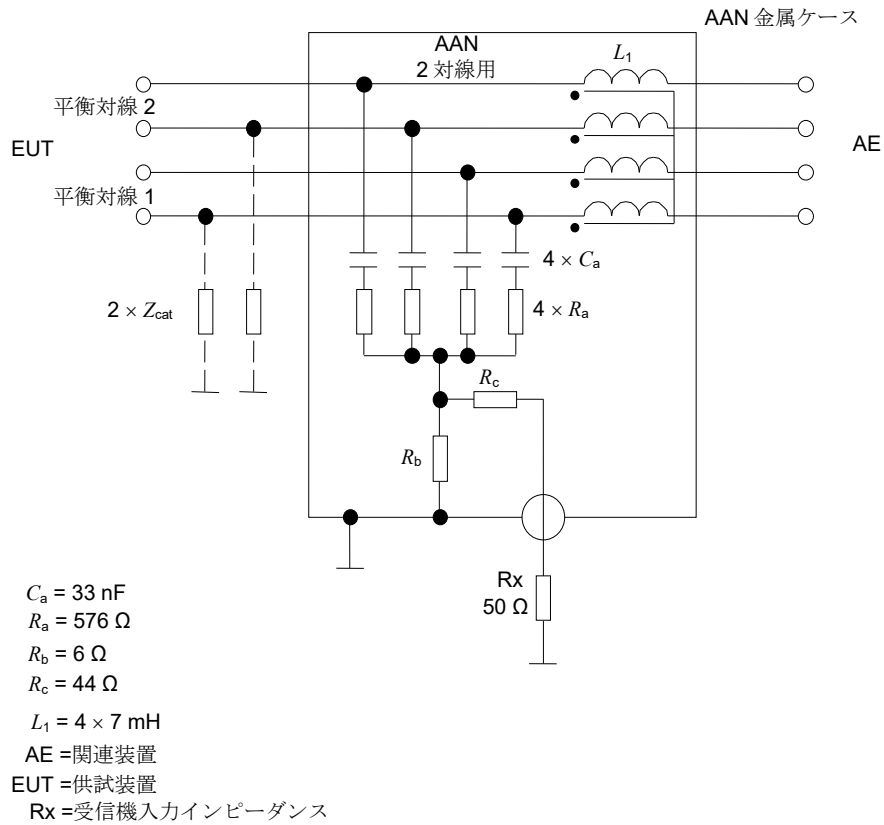 AAN 金属ケース
AAN
2 対線用
L1
平衡対線 2
EUT
AE
平衡対線 1
4 × Ca
2 × Zcat
4 × Ra
Rc
Rb
Rx
50 Ω
Ca = 33 nF
Ra = 576 Ω
Rb = 6 Ω
Rc = 44 Ω
L1 = 4 × 7 mH
AE =関連装置
EUT =供試装置
Rx =受信機入力インピーダンス